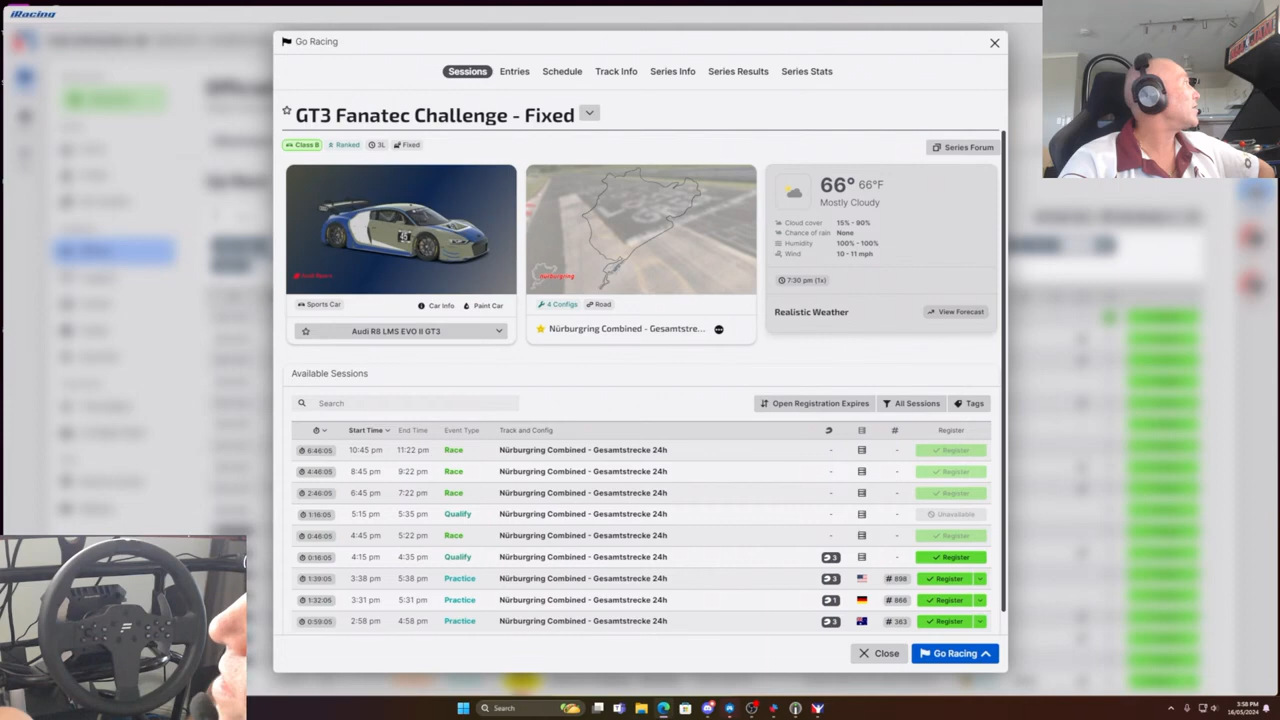 iRacing
Go Racing
Sessions Entries Schedule Track Info Series Info Series Results Series Stats
GT3 Fanatec Challenge - Fixed
Class B Ranked 3L Fixed
Series Forum
66° 66°F
Mostly Cloudy
Cloud cover 15% - 90%
Chance of rain None
Humidity 100% - 100%
Wind 10 - 11 mph
7:30 pm (1x)
Realistic Weather View Forecast
nürburgring
Sports Car Car Info Paint Car
Audi R8 LMS EVO II GT3
4 Configs Road
Nürburgring Combined - Gesamtstre...
Available Sessions
Search Open Registration Expires All Sessions Tags
Start Time End Time Event Type Track and Config # Register
6:46:05 10:45 pm 11:22 pm Race Nürburgring Combined - Gesamtstrecke 24h - - Register
4:46:05 8:45 pm 9:22 pm Race Nürburgring Combined - Gesamtstrecke 24h - - Register
2:46:05 6:45 pm 7:22 pm Race Nürburgring Combined - Gesamtstrecke 24h - - Register
1:16:05 5:15 pm 5:35 pm Qualify Nürburgring Combined - Gesamtstrecke 24h - - Unavailable
0:46:05 4:45 pm 5:22 pm Race Nürburgring Combined - Gesamtstrecke 24h - - Register
0:16:05 4:15 pm 4:35 pm Qualify Nürburgring Combined - Gesamtstrecke 24h 3 - Register
1:39:05 3:38 pm 5:38 pm Practice Nürburgring Combined - Gesamtstrecke 24h 3 # 898 Register
1:32:05 3:31 pm 5:31 pm Practice Nürburgring Combined - Gesamtstrecke 24h 1 # 866 Register
0:59:05 2:58 pm 4:58 pm Practice Nürburgring Combined - Gesamtstrecke 24h 3 # 363 Register
Close Go Racing
Search
3:58 PM
16/05/2024